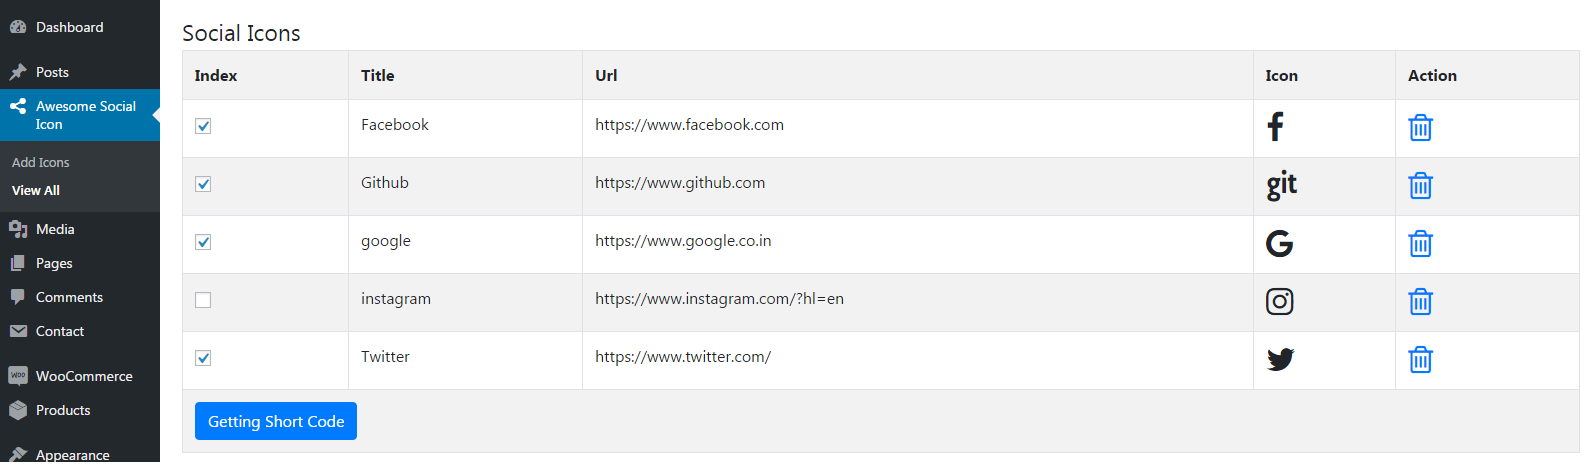 Dashboard
Posts
Awesome Social
Icon
Add Icons
View All
Media
Pages
Comments
Contact
WOO WooCommerce
Products
Appearance
Social Icons
Index Title Url Icon Action
Facebook https://www.facebook.com
Github https://www.github.com git
google https://www.google.co.in
instagram https://www.instagram.com/?hl=en
Twitter https://www.twitter.com/
Getting Short Code